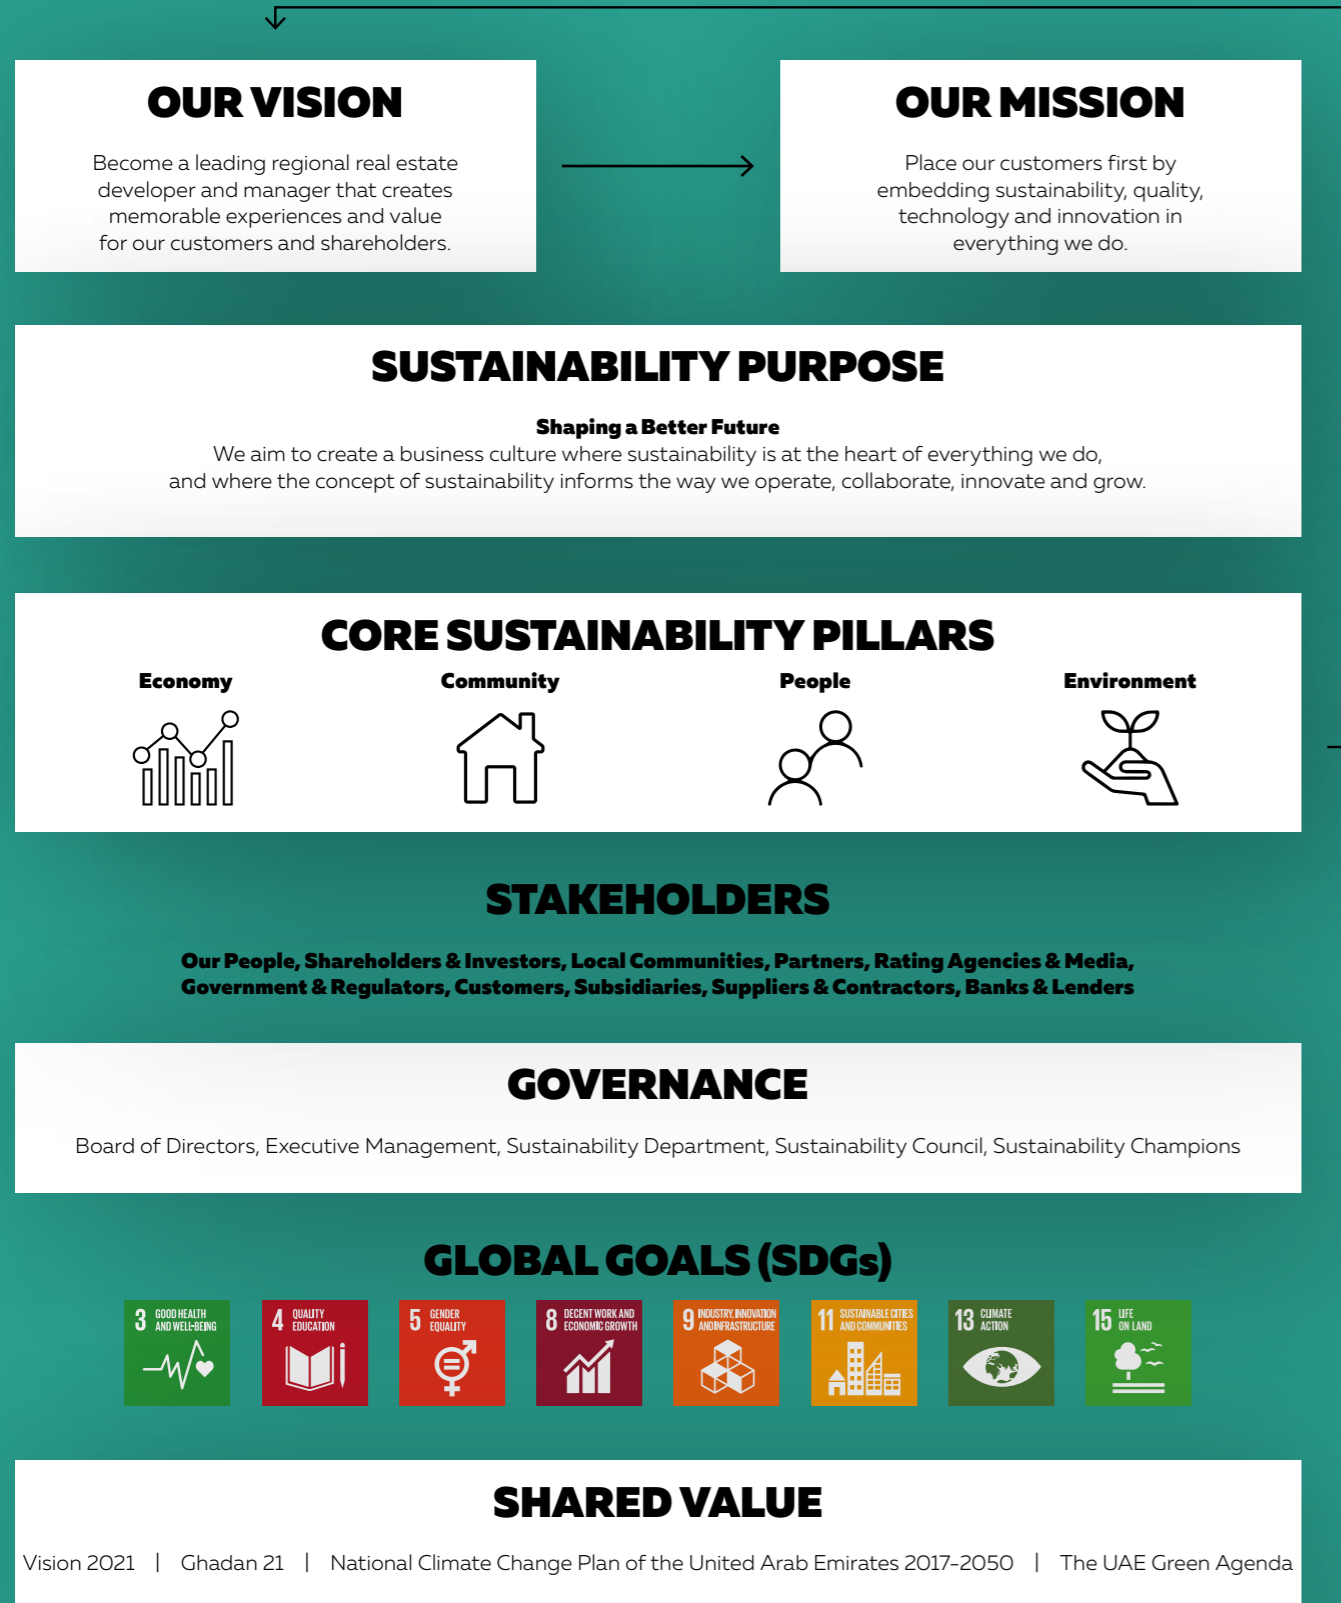 OUR VISION
Become a leading regional real estate
developer and manager that creates
memorable experiences and value
for our customers and shareholders.
OUR MISSION
Place our customers first by
embedding sustainability, quality,
technology and innovation in
everything we do.
SUSTAINABILITY PURPOSE
Shaping a Better Future
We aim to create a business culture where sustainability is at the heart of everything we do,
and where the concept of sustainability informs the way we operate, collaborate, innovate and grow.
CORE SUSTAINABILITY PILLARS
Economy
Community
People
Environment
STAKEHOLDERS
Our People, Shareholders & Investors, Local Communities, Partners, Rating Agencies & Media,
Government & Regulators, Customers, Subsidiaries, Suppliers & Contractors, Banks & Lenders
GOVERNANCE
Board of Directors, Executive Management, Sustainability Department, Sustainability Council, Sustainability Champions
GLOBAL GOALS (SDGs)
3 GOOD HEALTH
AND WELL-BEING
4 QUALITY
EDUCATION
5 GENDER
EQUALITY
8 DECENT WORK AND
ECONOMIC GROWTH
9 INDUSTRY, INNOVATION
AND INFRASTRUCTURE
11 SUSTAINABLE CITIES
AND COMMUNITIES
13 CLIMATE
ACTION
15 LIFE
ON LAND
SHARED VALUE
Vision 2021 | Ghadan 21 | National Climate Change Plan of the United Arab Emirates 2017-2050 | The UAE Green Agenda